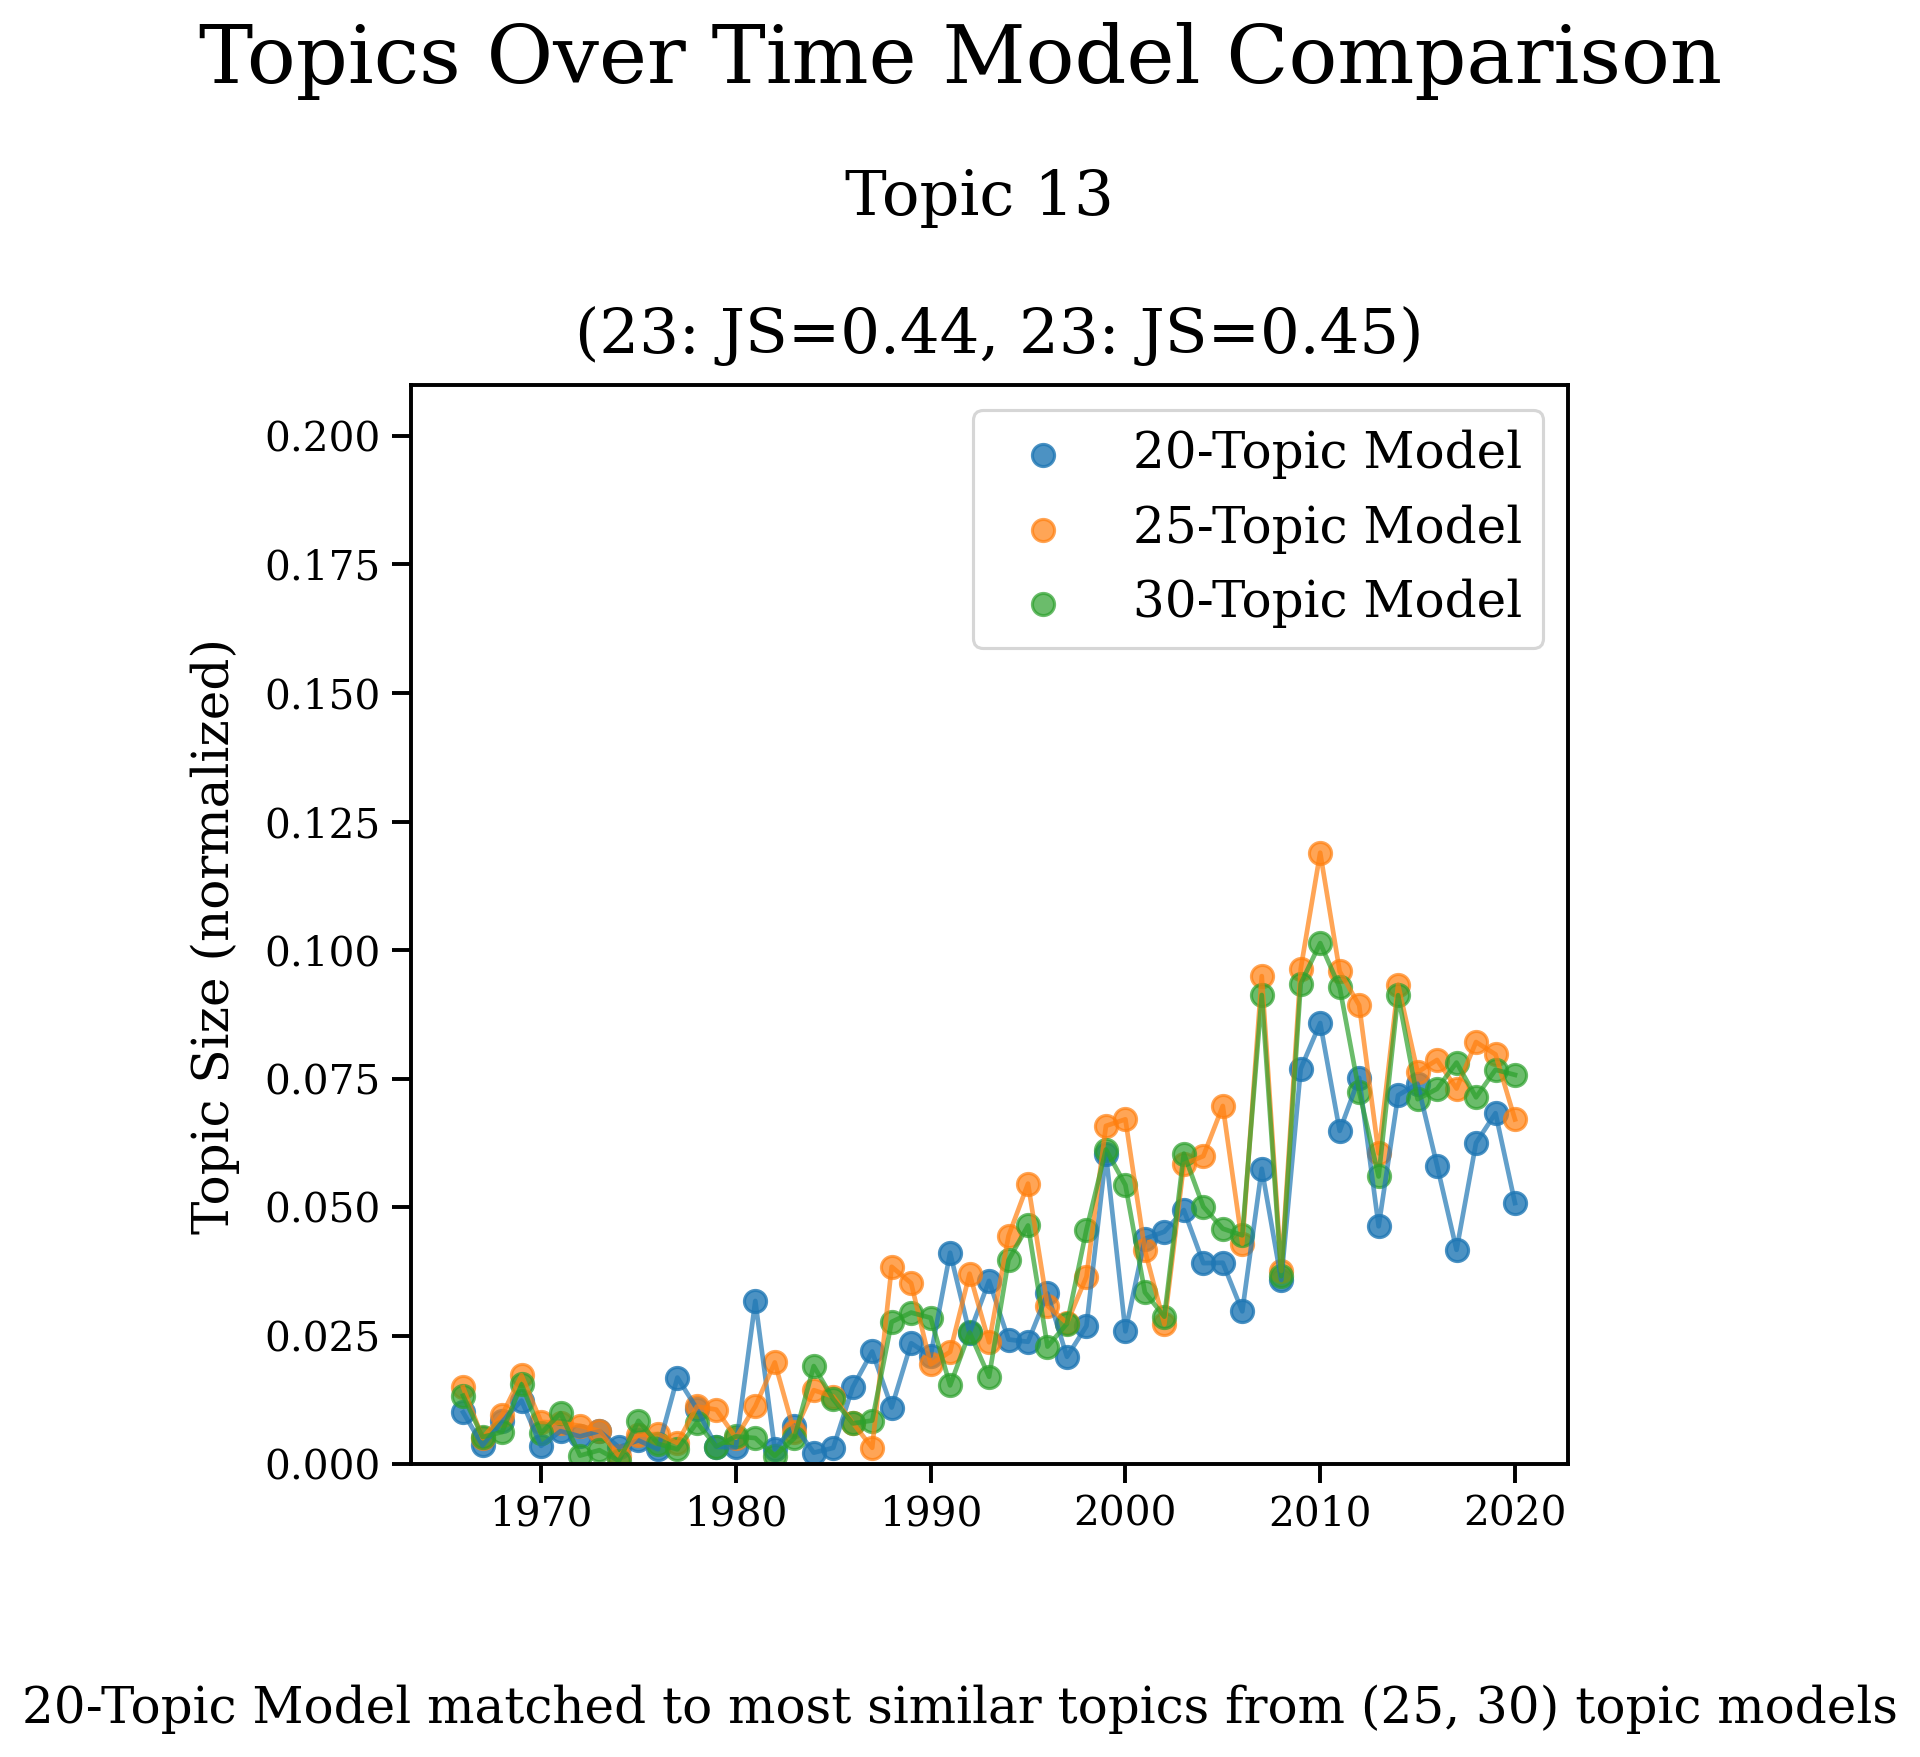 Topics Over Time Model Comparison
Topic 13
(23: JS=0.44, 23: JS=0.45)
20-Topic Model
25-Topic Model
30-Topic Model
Topic Size (normalized)
0.200
0.175
0.150
0.125
0.100
0.075
0.050
0.025
0.000
1970 1980 1990 2000 2010 2020
20-Topic Model matched to most similar topics from (25, 30) topic models